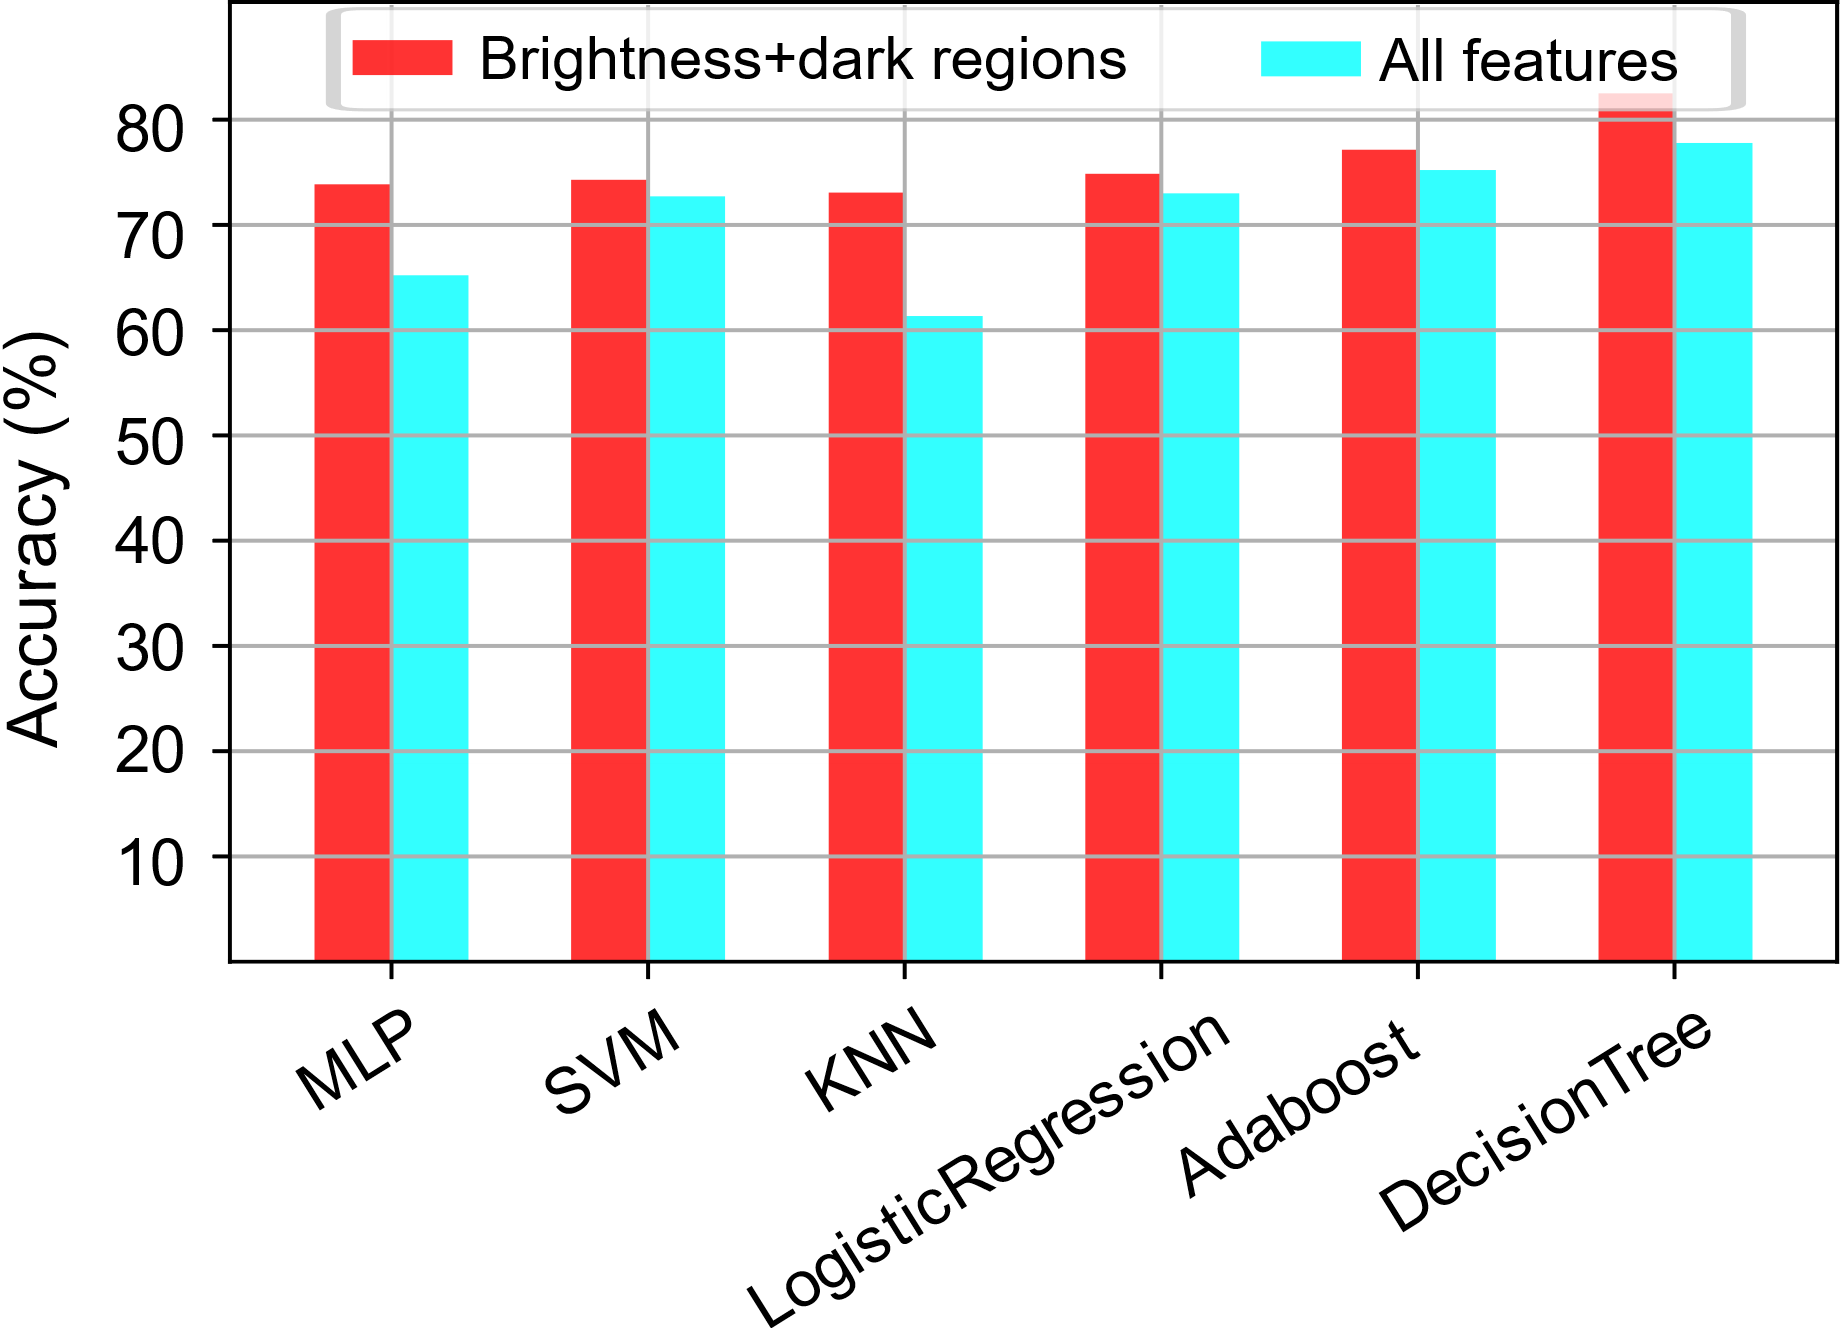 Brightness+dark regions
All features
Accuracy (%)
80
70
60
50
40
30
20
10
MLP
SVM
KNN
LogisticRegression
Adaboost
DecisionTree